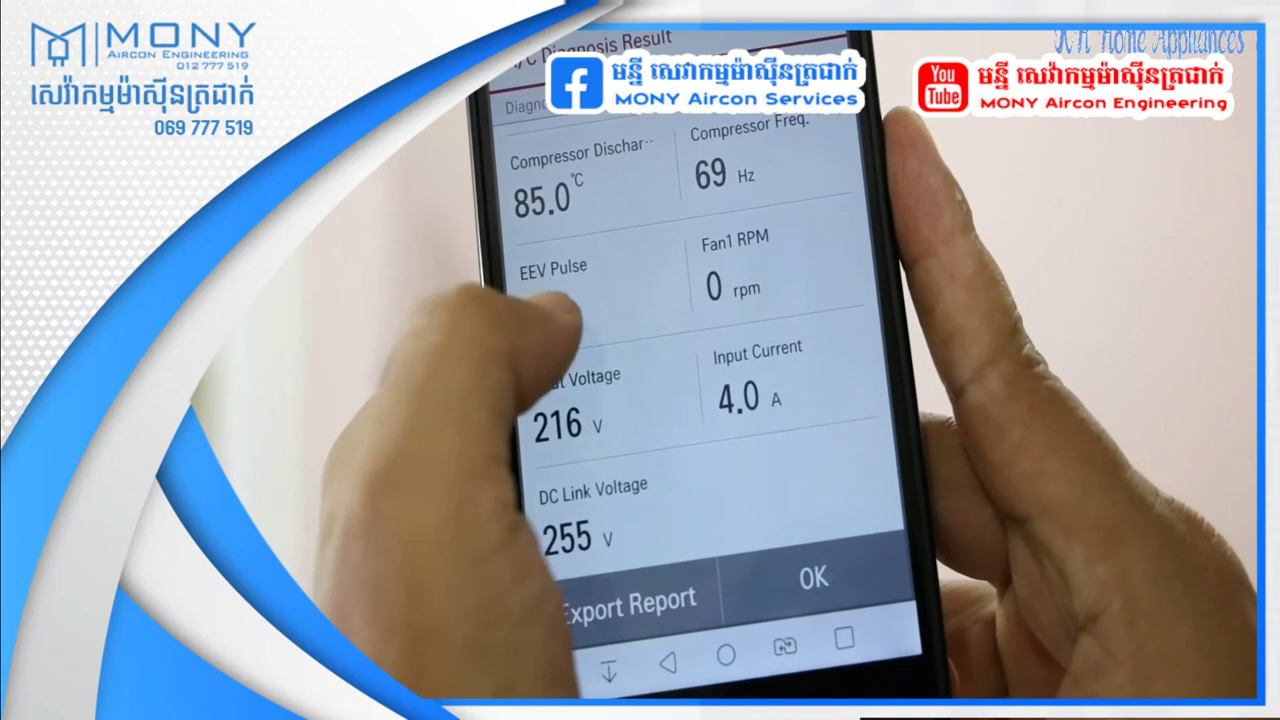 MONY
AIRCON ENGINEERING
012 777 519
សេវ៉ាកម្មម៉ាស៊ីនត្រជាក់
069 777 519
មន្នី សេវ៉ាកម្មម៉ាស៊ីនត្រជាក់
MONY Aircon Services
You Tube
មន្នី សេវ៉ាកម្មម៉ាស៊ីនត្រជាក់
MONY Aircon Engineering
Home Appliances
Diagnosis Result
Compressor Dischar··
85.0 °C
Compressor Freq.
69 Hz
EEV Pulse
Fan1 RPM
0 rpm
Voltage
216 V
Input Current
4.0 A
DC Link Voltage
255 V
Export Report
OK